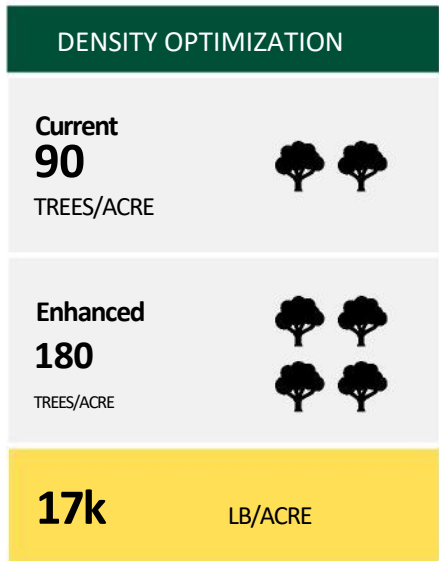 DENSITY OPTIMIZATION
Current
90
TREES/ACRE
Enhanced
180
TREES/ACRE
17k LB/ACRE